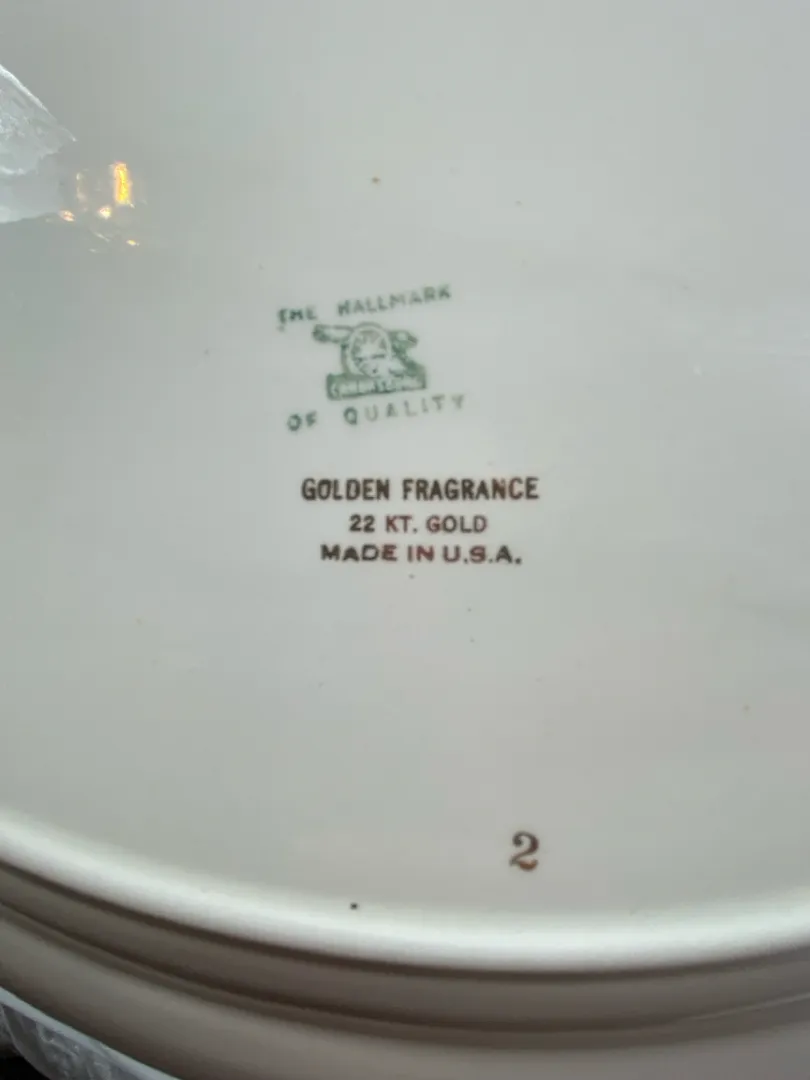 THE HALLMARK
OF QUALITY
GOLDEN FRAGRANCE
22 KT. GOLD
MADE IN U.S.A.
2